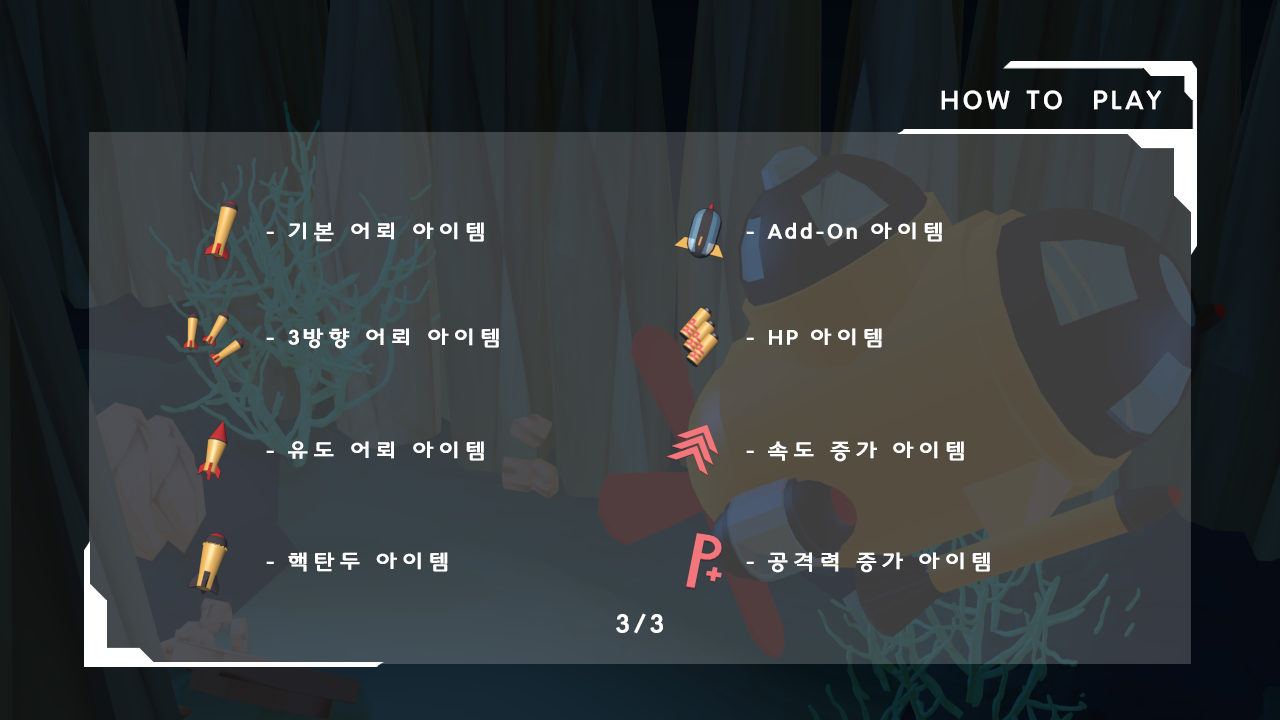 HOW TO PLAY
- 기본 어뢰 아이템
- 3방향 어뢰 아이템
- 유도 어뢰 아이템
- 핵탄두 아이템
- Add-On 아이템
- HP 아이템
- 속도 증가 아이템
P+
- 공격력 증가 아이템
3/3